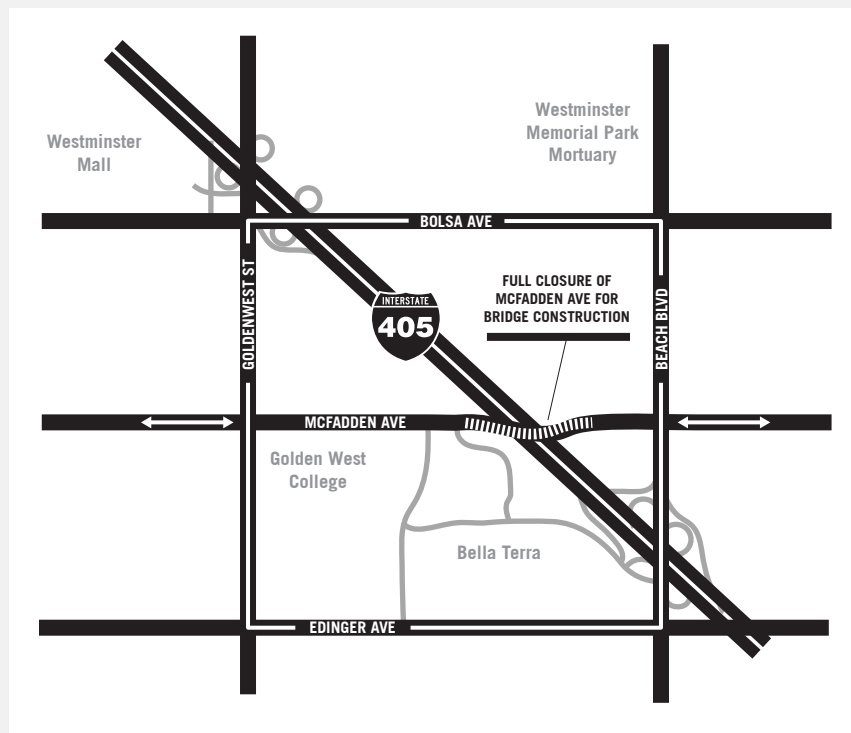 Westminster
Mall
Westminster
Memorial Park
Mortuary
BOLSA AVE
GOLDENWEST ST
INTERSTATE
405
FULL CLOSURE OF
MCFADDEN AVE FOR
BRIDGE CONSTRUCTION
BEACH BLVD
MCFADDEN AVE
Golden West
College
Bella Terra
EDINGER AVE